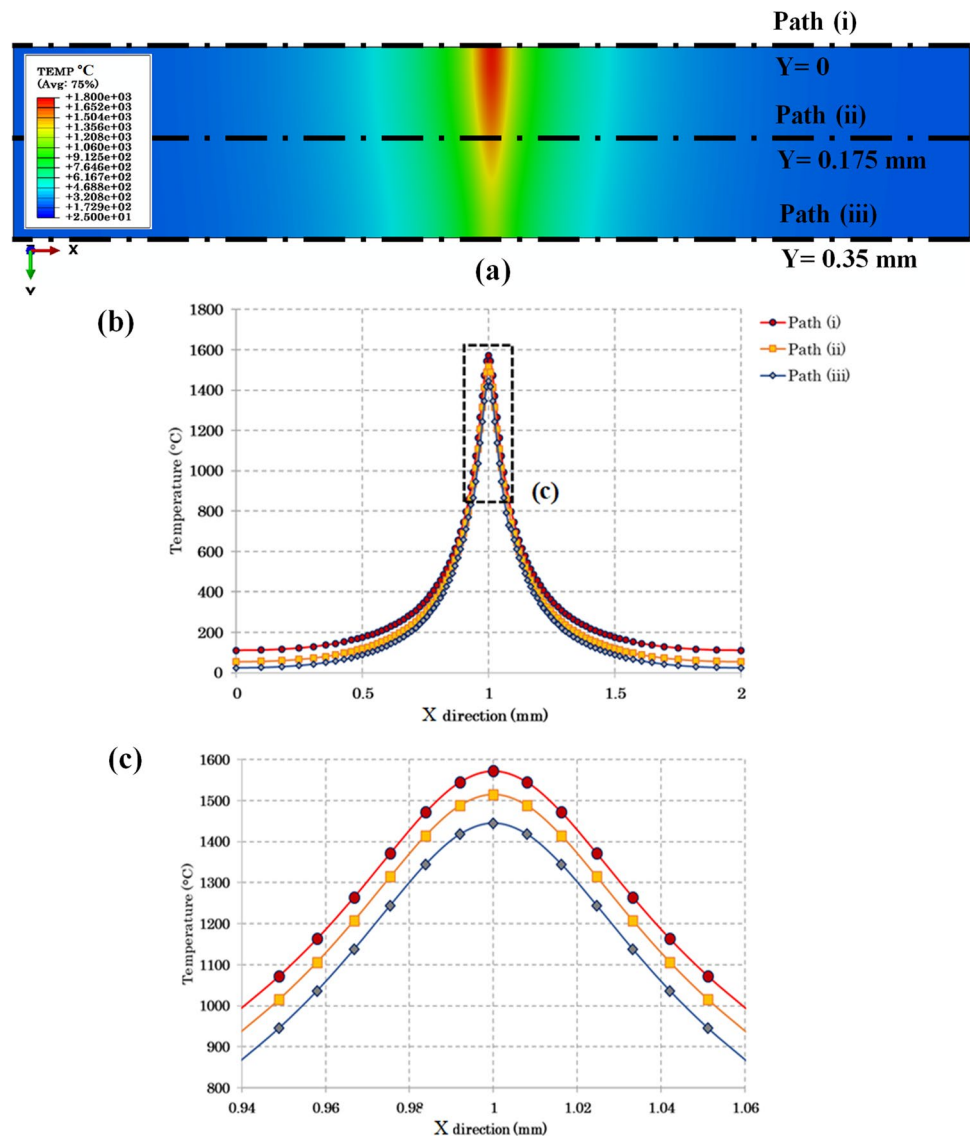 Path (i)
Y= 0
Path (ii)
Y= 0.175 mm
Path (iii)
Y= 0.35 mm
TEMP °C
(Avg: 75%)
+1.800e+03
+1.652e+03
+1.504e+03
+1.356e+03
+1.208e+03
+1.060e+03
+9.125e+02
+7.646e+02
+6.167e+02
+4.688e+02
+3.208e+02
+1.729e+02
+2.500e+01
X
Y
(a)
(b)
1800
1600
1400
1200
1000
800
600
400
200
0
Temperature (°C)
0 0.5 1 1.5 2
X direction (mm)
(c)
Path (i)
Path (ii)
Path (iii)
(c)
1600
1500
1400
1300
1200
1100
1000
900
800
Temperature (°C)
0.94 0.96 0.98 1 1.02 1.04 1.06
X direction (mm)